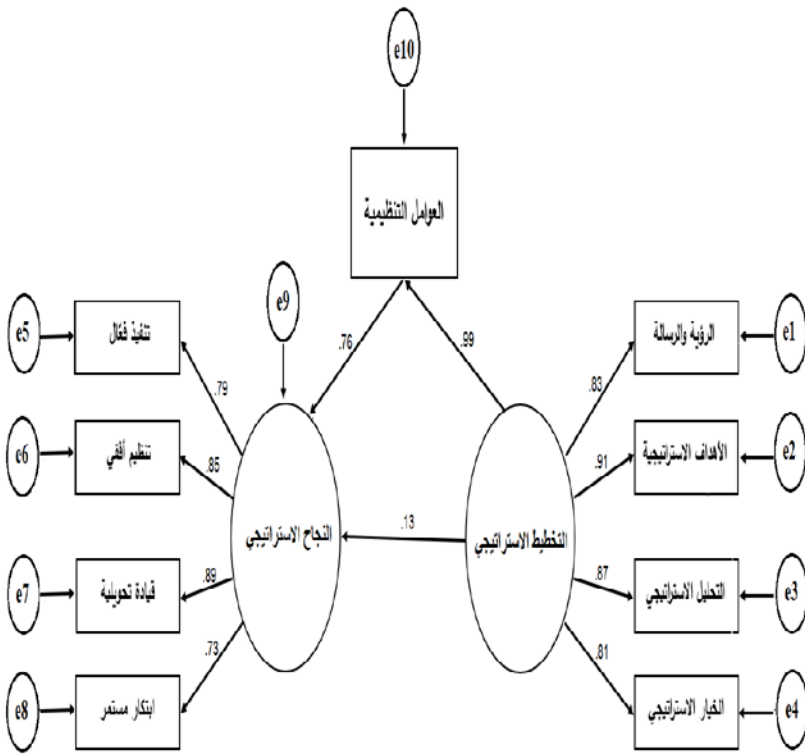 e10
العوامل التنظيمية
e9
.76
.99
e5
تنفيذ فعّال
.79
e6
تنظيم أفقي
.85
e7
قيادة تحويلية
.89
e8
ابتكار مستمر
.73
النجاح الاستراتيجي
.13
التخطيط الاستراتيجي
.83
الرؤية والرسالة
e1
.91
الأهداف الاستراتيجية
e2
.87
التحليل الاستراتيجي
e3
.81
الخيار الاستراتيجي
e4